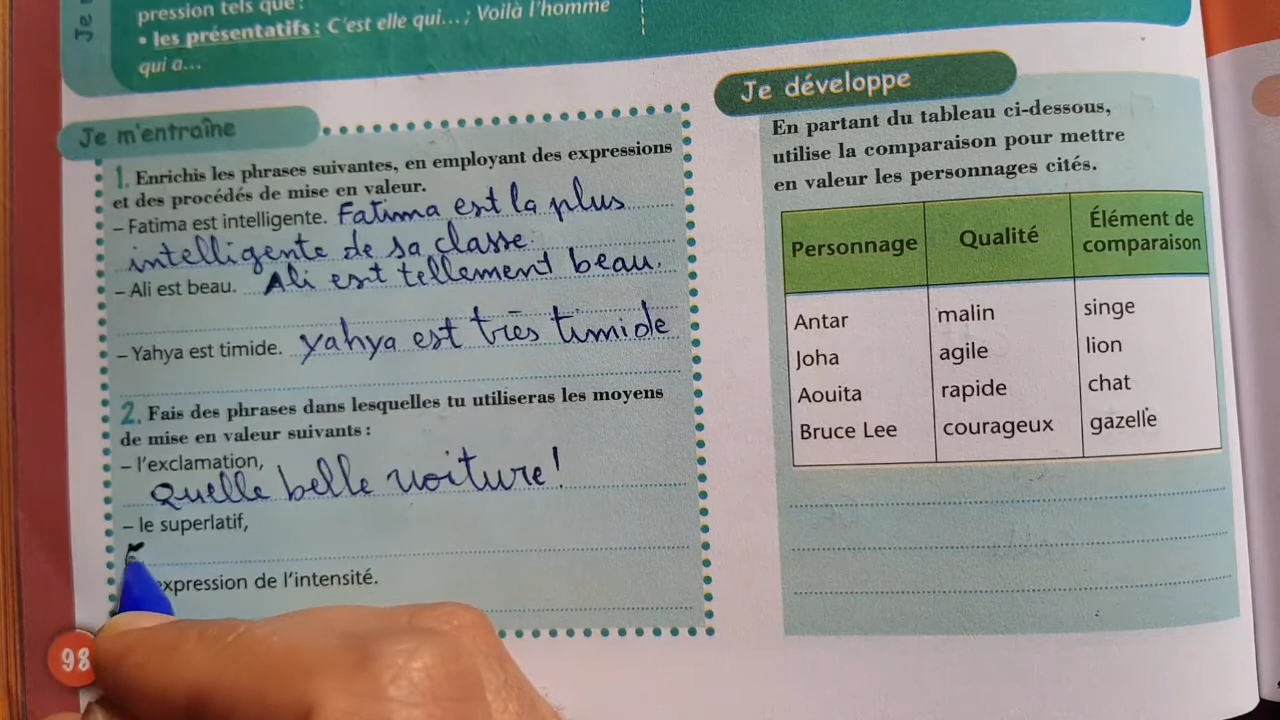 Je
pression tels que :
• les présentatifs : C'est elle qui... ; Voilà l'homme
qui a...
Je m'entraîne
1. Enrichis les phrases suivantes, en employant des expressions
et des procédés de mise en valeur.
– Fatima est intelligente. Fatima est la plus
intelligente de sa classe.
– Ali est beau. Ali est tellement beau.
– Yahya est timide. Yahya est très timide
2. Fais des phrases dans lesquelles tu utiliseras les moyens
de mise en valeur suivants :
– l'exclamation,
Quelle belle voiture !
– le superlatif,
expression de l'intensité.
98
Je développe
En partant du tableau ci-dessous,
utilise la comparaison pour mettre
en valeur les personnages cités.
Personnage Qualité Élément de
comparaison
Antar malin singe
Joha agile lion
Aouita rapide chat
Bruce Lee courageux gazelle